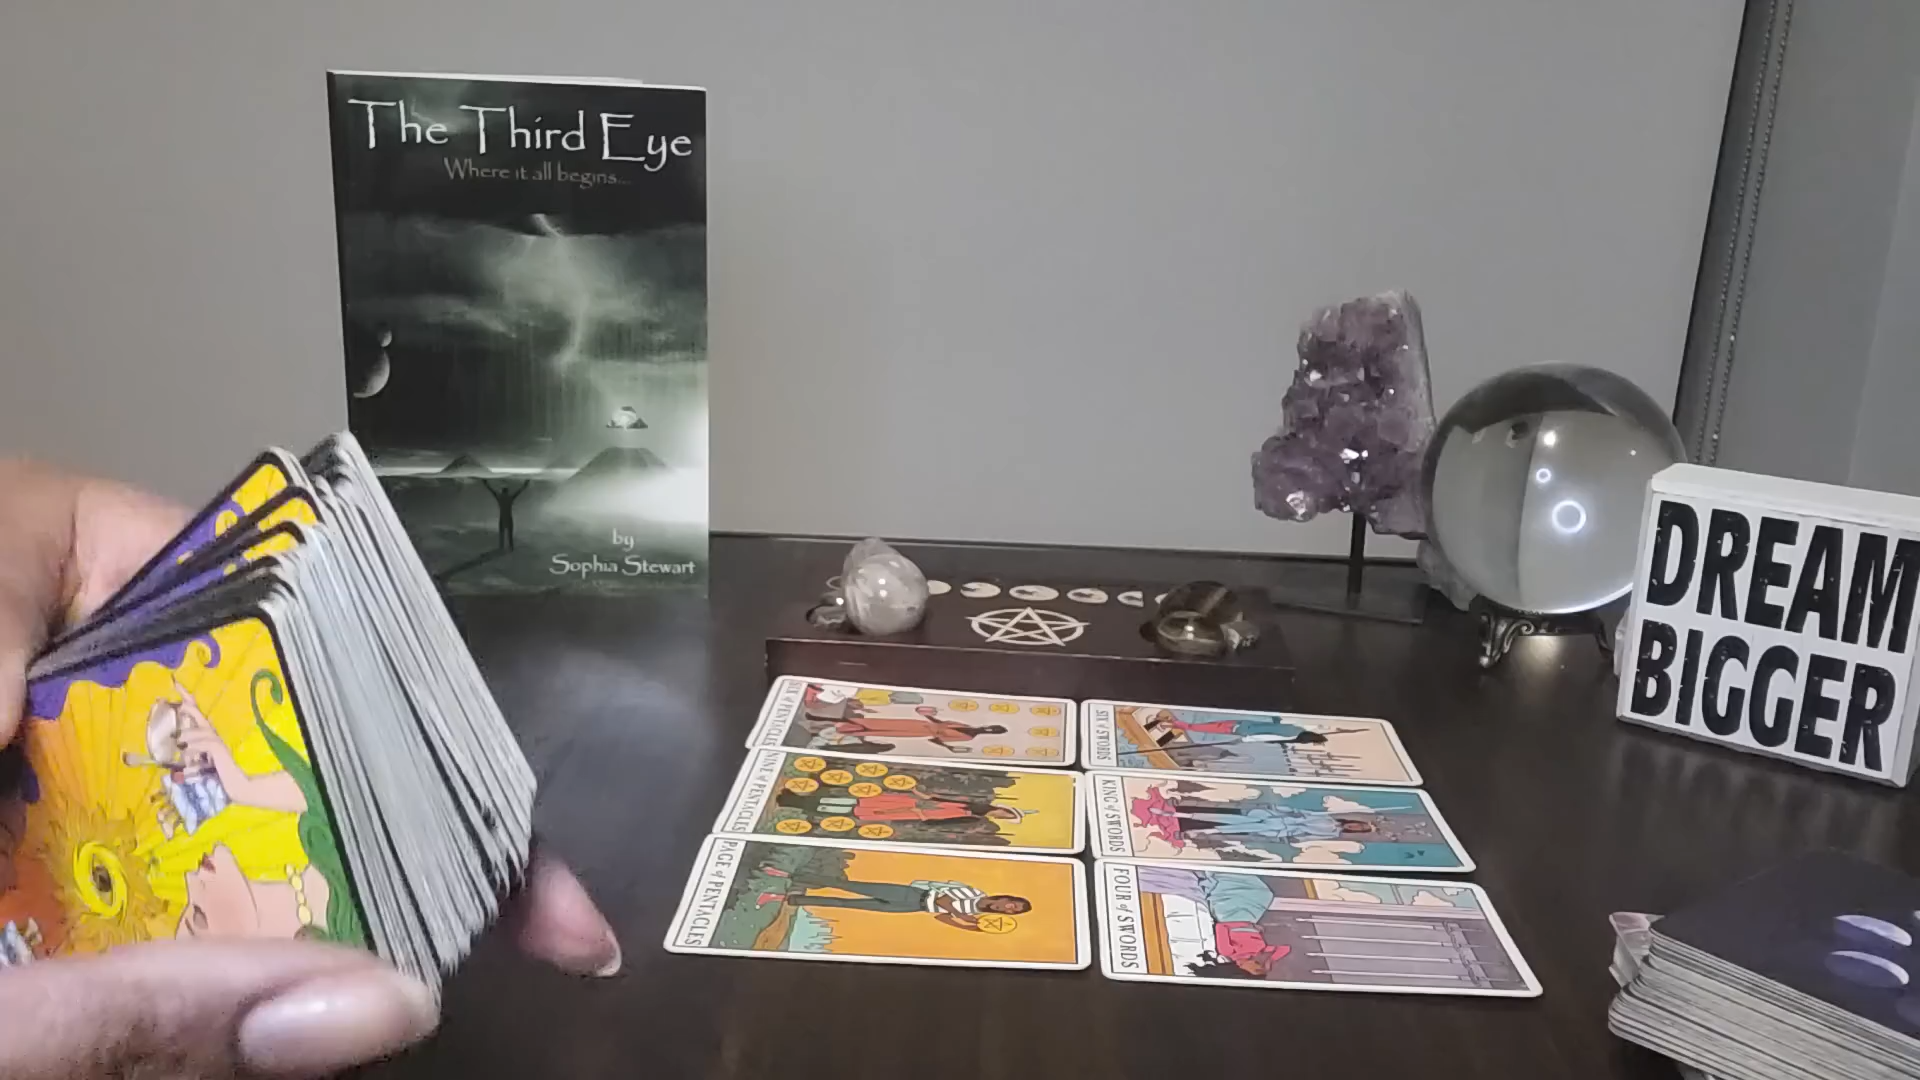 The Third Eye
Where it all begins...
by
Sophia Stewart
DREAM
BIGGER
SIX of PENTACLES
SIX of SWORDS
NINE of PENTACLES
KING of SWORDS
PAGE of PENTACLES
FOUR of SWORDS